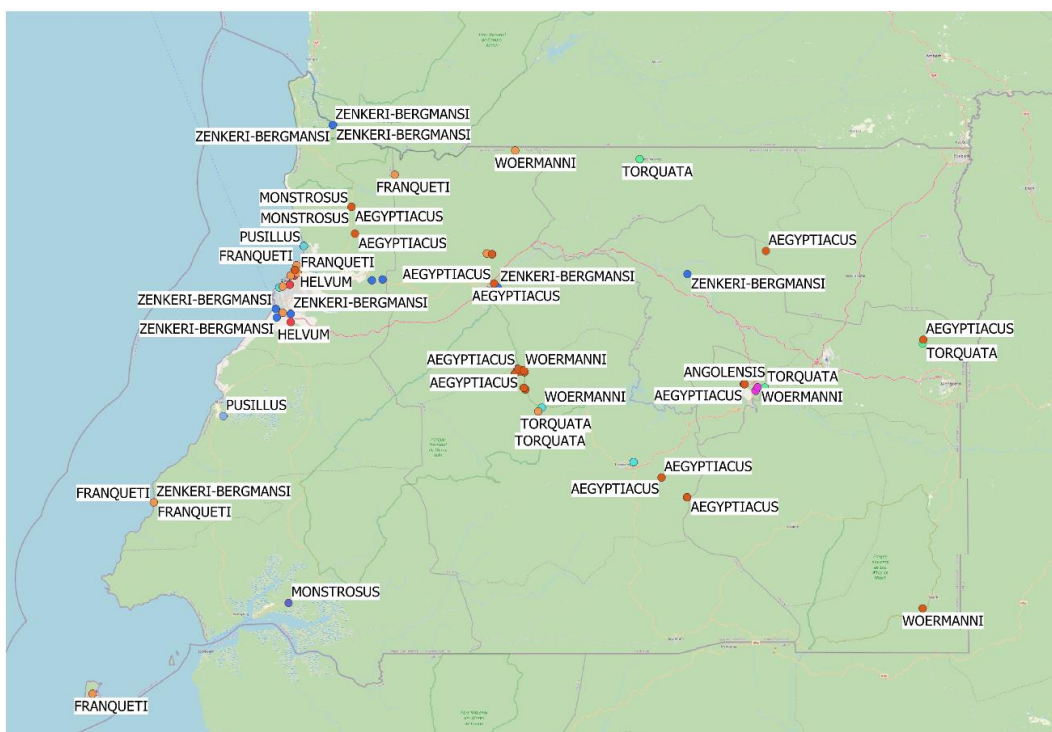 ZENKERI-BERGMANSI
ZENKERI-BERGMANSI
ZENKERI-BERGMANSI
WOERMANNI
TORQUATA
FRANQUETI
MONSTROSUS
MONSTROSUS
AEGYPTIACUS
PUSILLUS
AEGYPTIACUS
AEGYPTIACUS
FRANQUETI
FRANQUETI
AEGYPTIACUS
ZENKERI-BERGMANSI
HELVUM
ZENKERI-BERGMANSI
AEGYPTIACUS
ZENKERI-BERGMANSI
ZENKERI-BERGMANSI
ZENKERI-BERGMANSI
HELVUM
AEGYPTIACUS
TORQUATA
AEGYPTIACUS
WOERMANNI
ANGOLENSIS
TORQUATA
AEGYPTIACUS
AEGYPTIACUS
WOERMANNI
PUSILLUS
WOERMANNI
TORQUATA
TORQUATA
AEGYPTIACUS
AEGYPTIACUS
FRANQUETI
ZENKERI-BERGMANSI
FRANQUETI
AEGYPTIACUS
MONSTROSUS
WOERMANNI
FRANQUETI